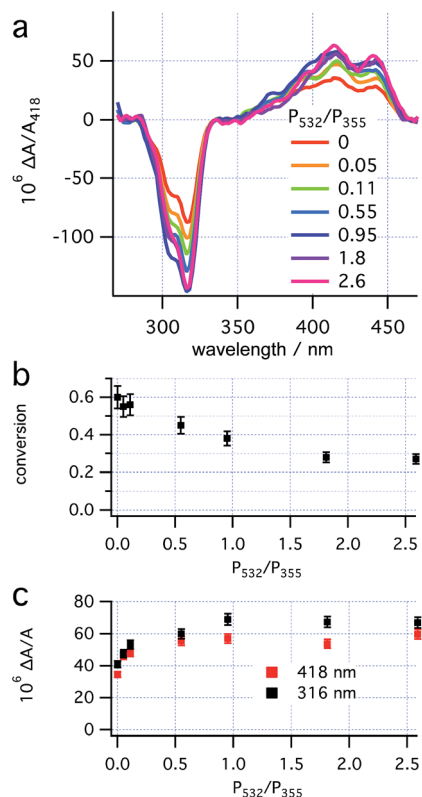 a
50
0
-50
-100
10⁶ ΔA/A₄₁₈
P₅₃₂/P₃₅₅
0
0.05
0.11
0.55
0.95
1.8
2.6
300 350 400 450
wavelength / nm
b
0.6
0.4
0.2
0.0
conversion
0.0 0.5 1.0 1.5 2.0 2.5
P₅₃₂/P₃₅₅
c
80
60
40
20
0
10⁶ ΔA/A
418 nm
316 nm
0.0 0.5 1.0 1.5 2.0 2.5
P₅₃₂/P₃₅₅